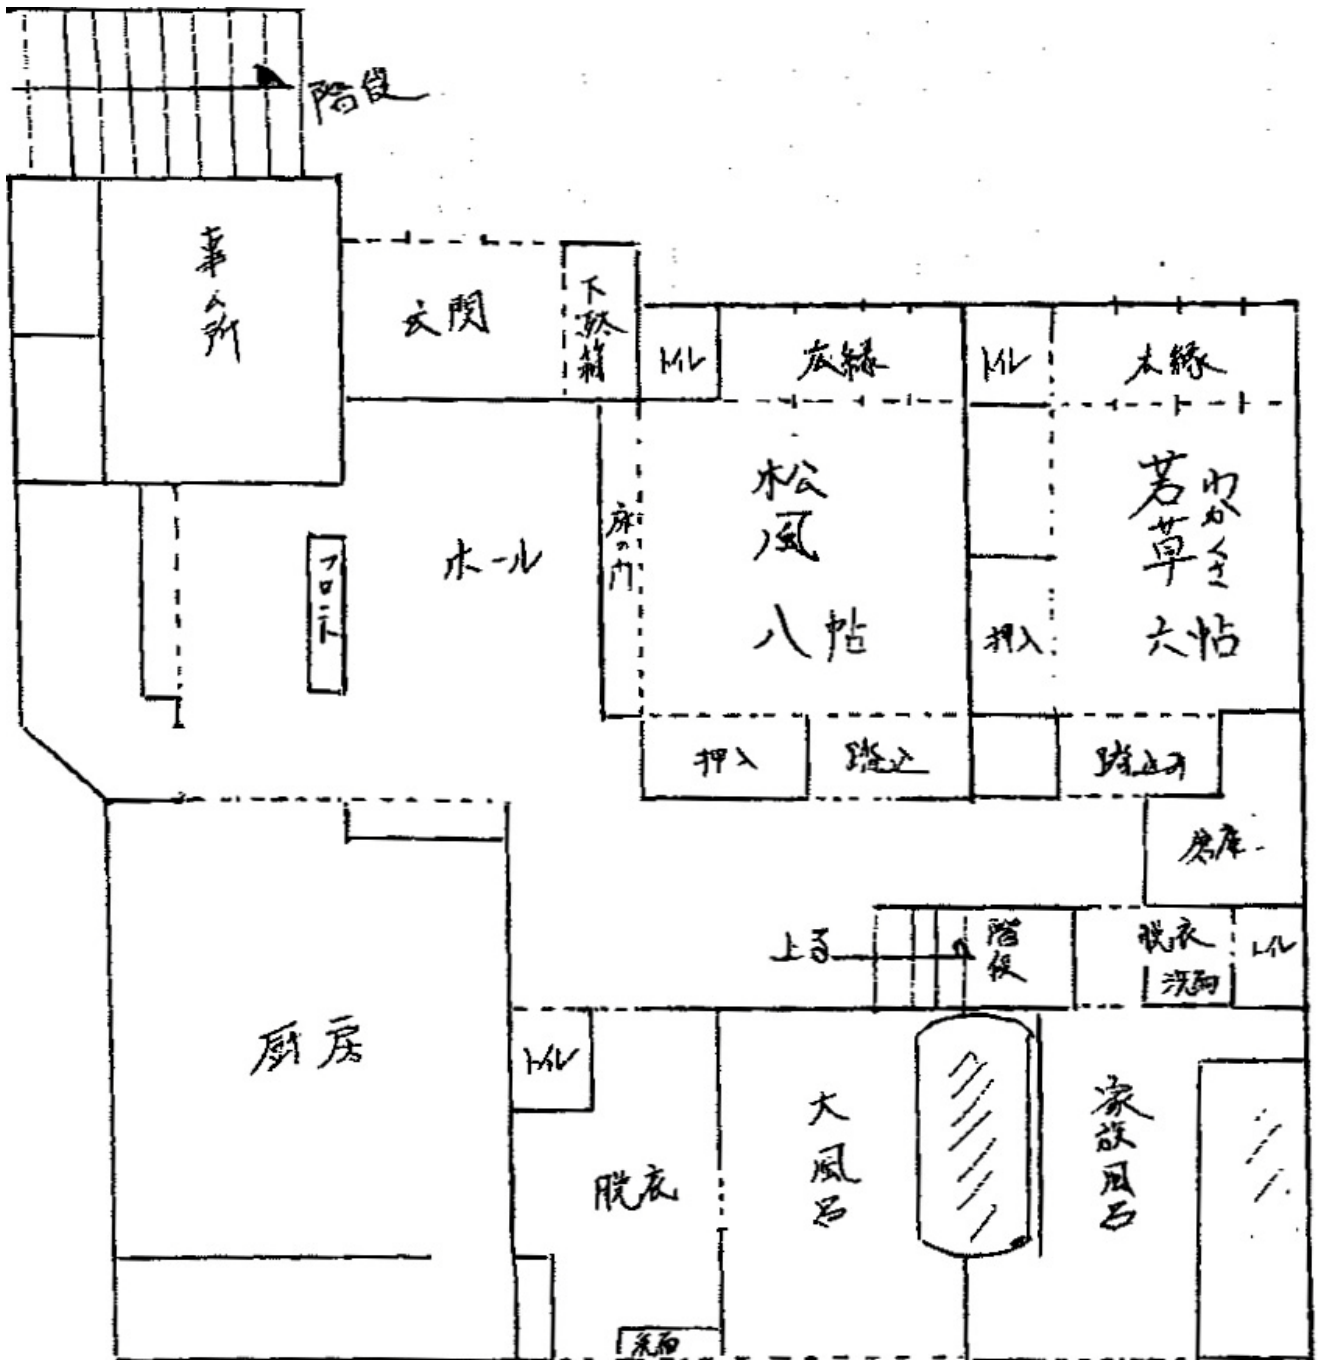 階段
事ム所
玄関
下駄箱
トイレ
広縁
トイレ
広縁
ホール
フロント
床の間
松風
八帖
押入
若草
わかくさ
六帖
押入
踏込
踏込み
倉庫
上る
階段
脱衣
洗面
トイレ
厨房
トイレ
脱衣
洗面
大風呂
家族風呂